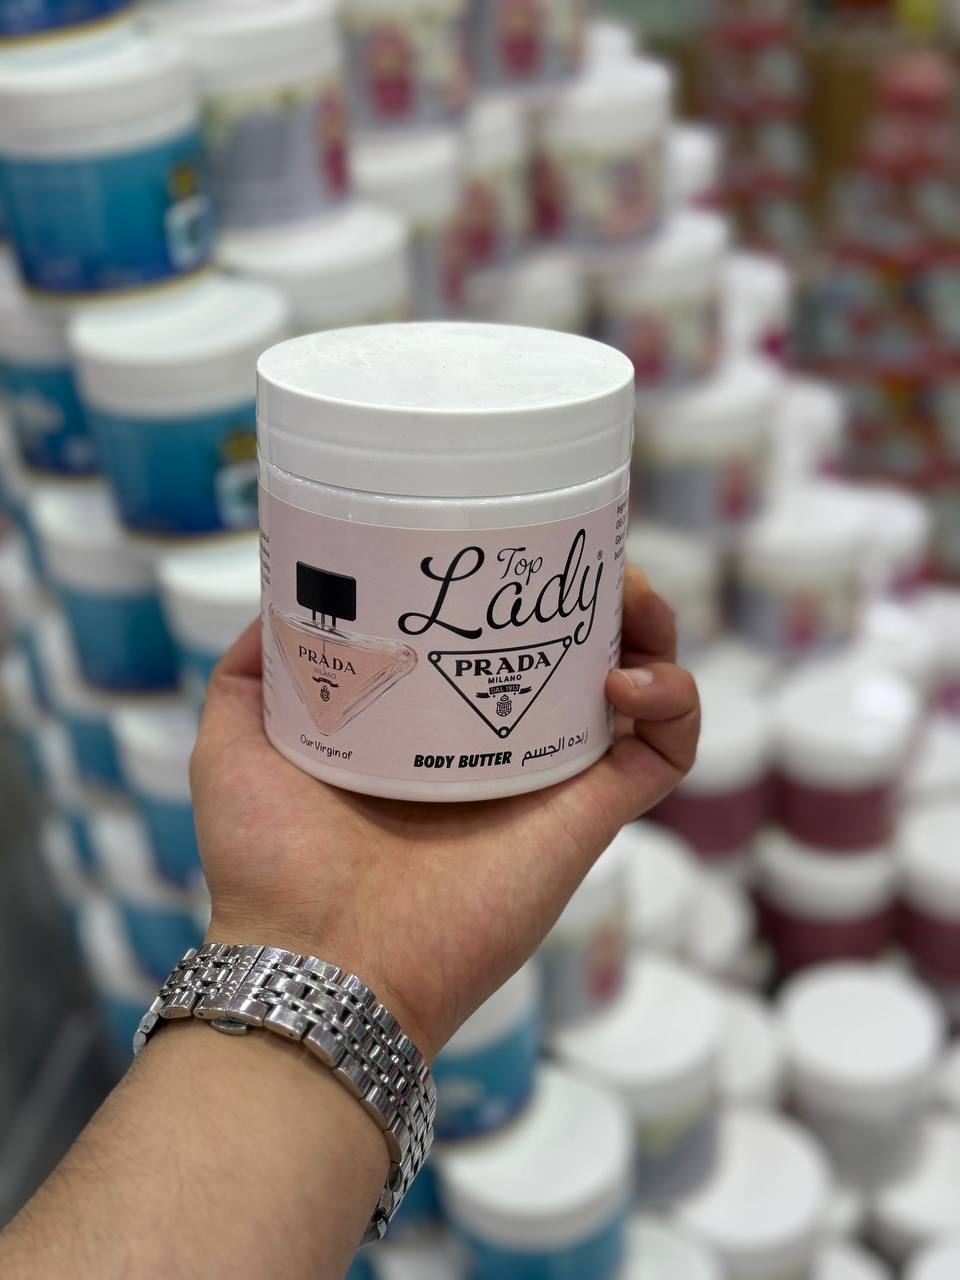 Top
Lady®
PRADA
MILANO
PRADA
MILANO
DAL 1913
Our Virgin of
BODY BUTTER زبده الجسم